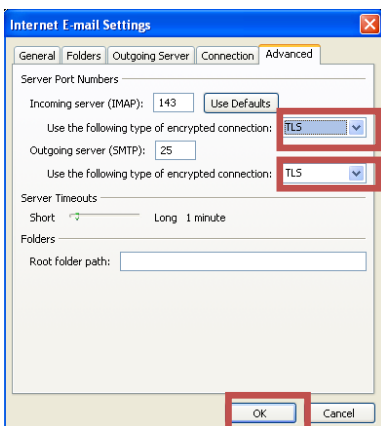 Internet E-mail Settings
General Folders Outgoing Server Connection Advanced
Server Port Numbers
Incoming server (IMAP): 143 Use Defaults
Use the following type of encrypted connection: TLS
Outgoing server (SMTP): 25
Use the following type of encrypted connection: TLS
Server Timeouts
Short Long 1 minute
Folders
Root folder path:
OK Cancel